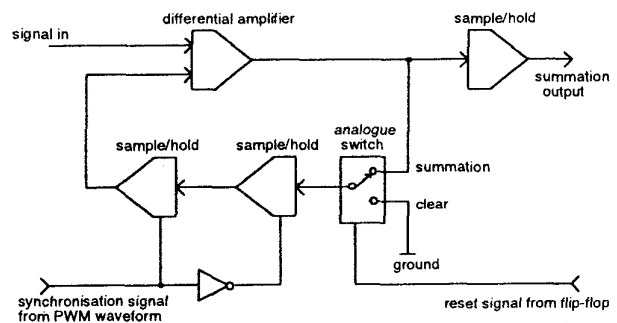 differential amplifier
sample/hold
signal in
summation
output
analogue
switch
sample/hold
sample/hold
summation
clear
ground
synchronisation signal
from PWM waveform
reset signal from flip-flop